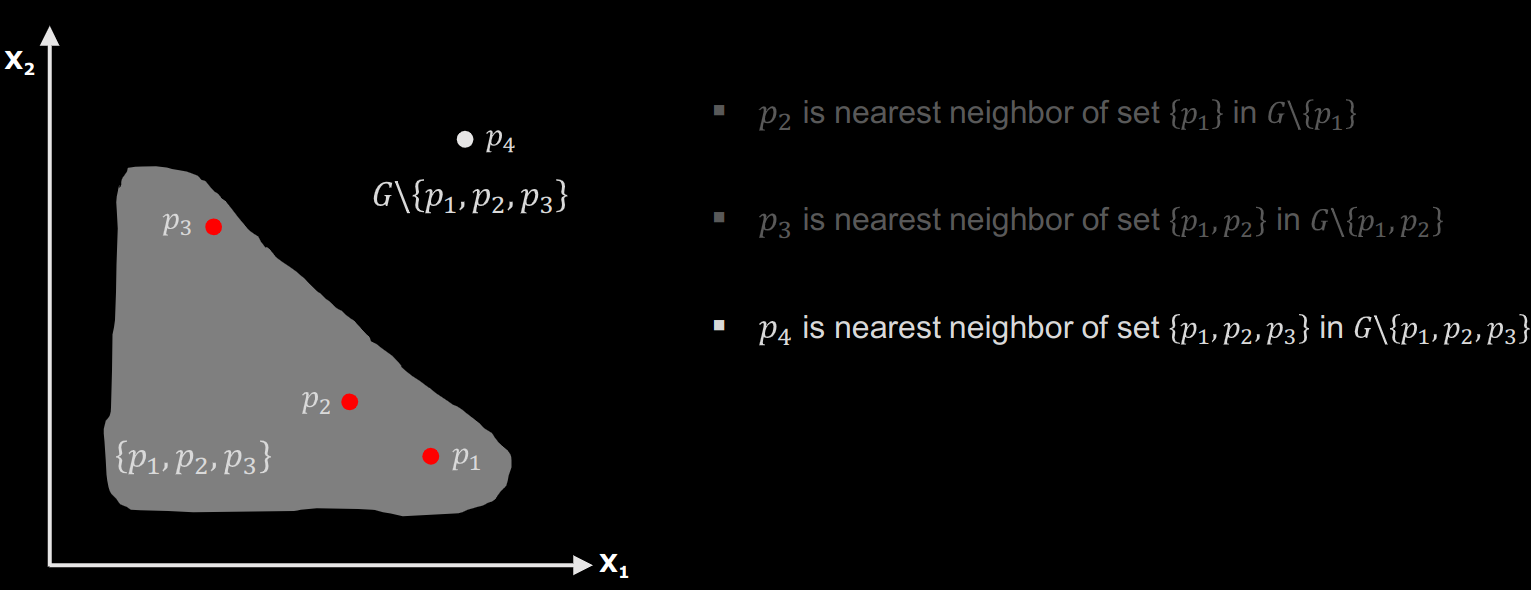 x₂
p₄
G\{p₁, p₂, p₃}
p₃
p₂
{p₁, p₂, p₃}
p₁
x₁
▪ p₂ is nearest neighbor of set {p₁} in G\{p₁}
▪ p₃ is nearest neighbor of set {p₁, p₂} in G\{p₁, p₂}
▪ p₄ is nearest neighbor of set {p₁, p₂, p₃} in G\{p₁, p₂, p₃}